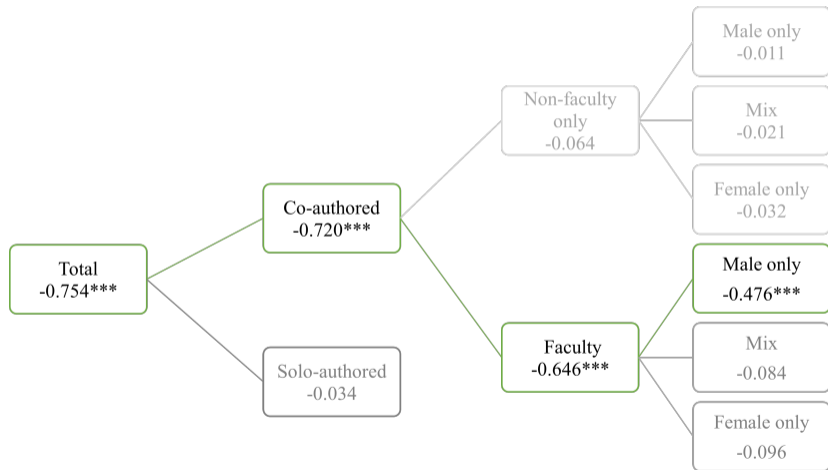 Total
-0.754***
Co-authored
-0.720***
Solo-authored
-0.034
Non-faculty
only
-0.064
Faculty
-0.646***
Male only
-0.011
Mix
-0.021
Female only
-0.032
Male only
-0.476***
Mix
-0.084
Female only
-0.096